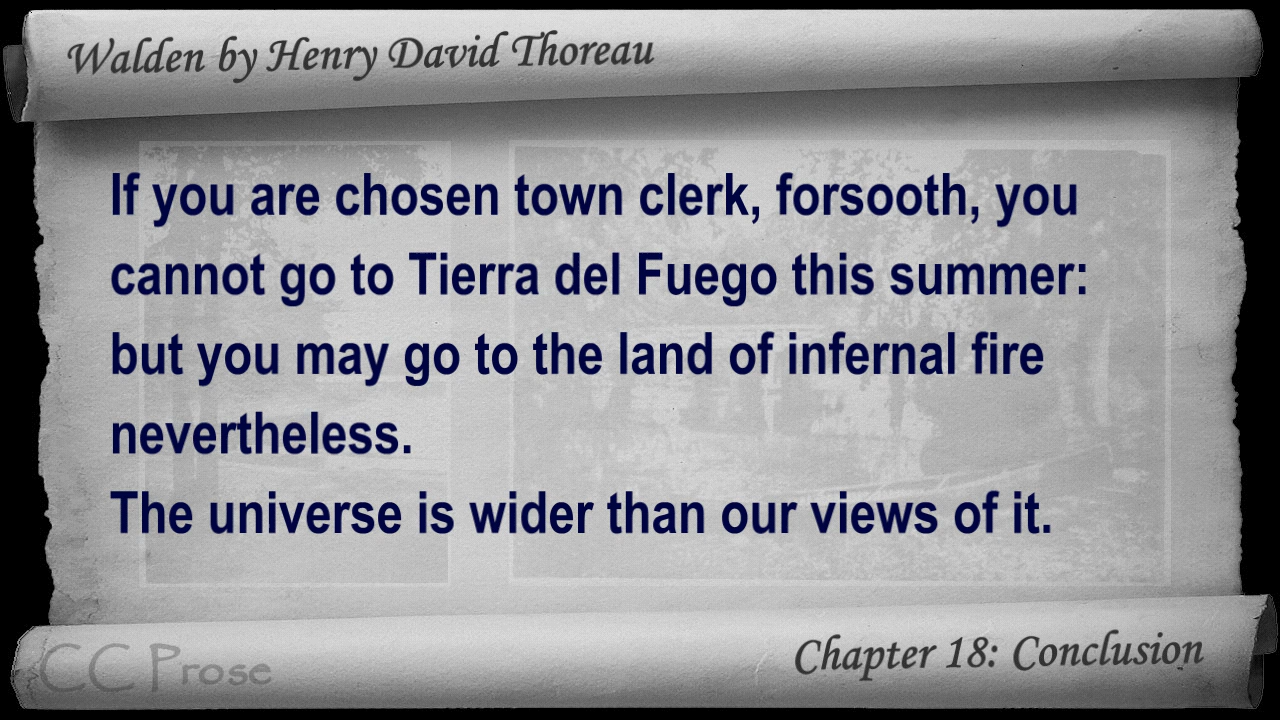 Walden by Henry David Thoreau
If you are chosen town clerk, forsooth, you
cannot go to Tierra del Fuego this summer:
but you may go to the land of infernal fire
nevertheless.
The universe is wider than our views of it.
CC Prose
Chapter 18: Conclusion